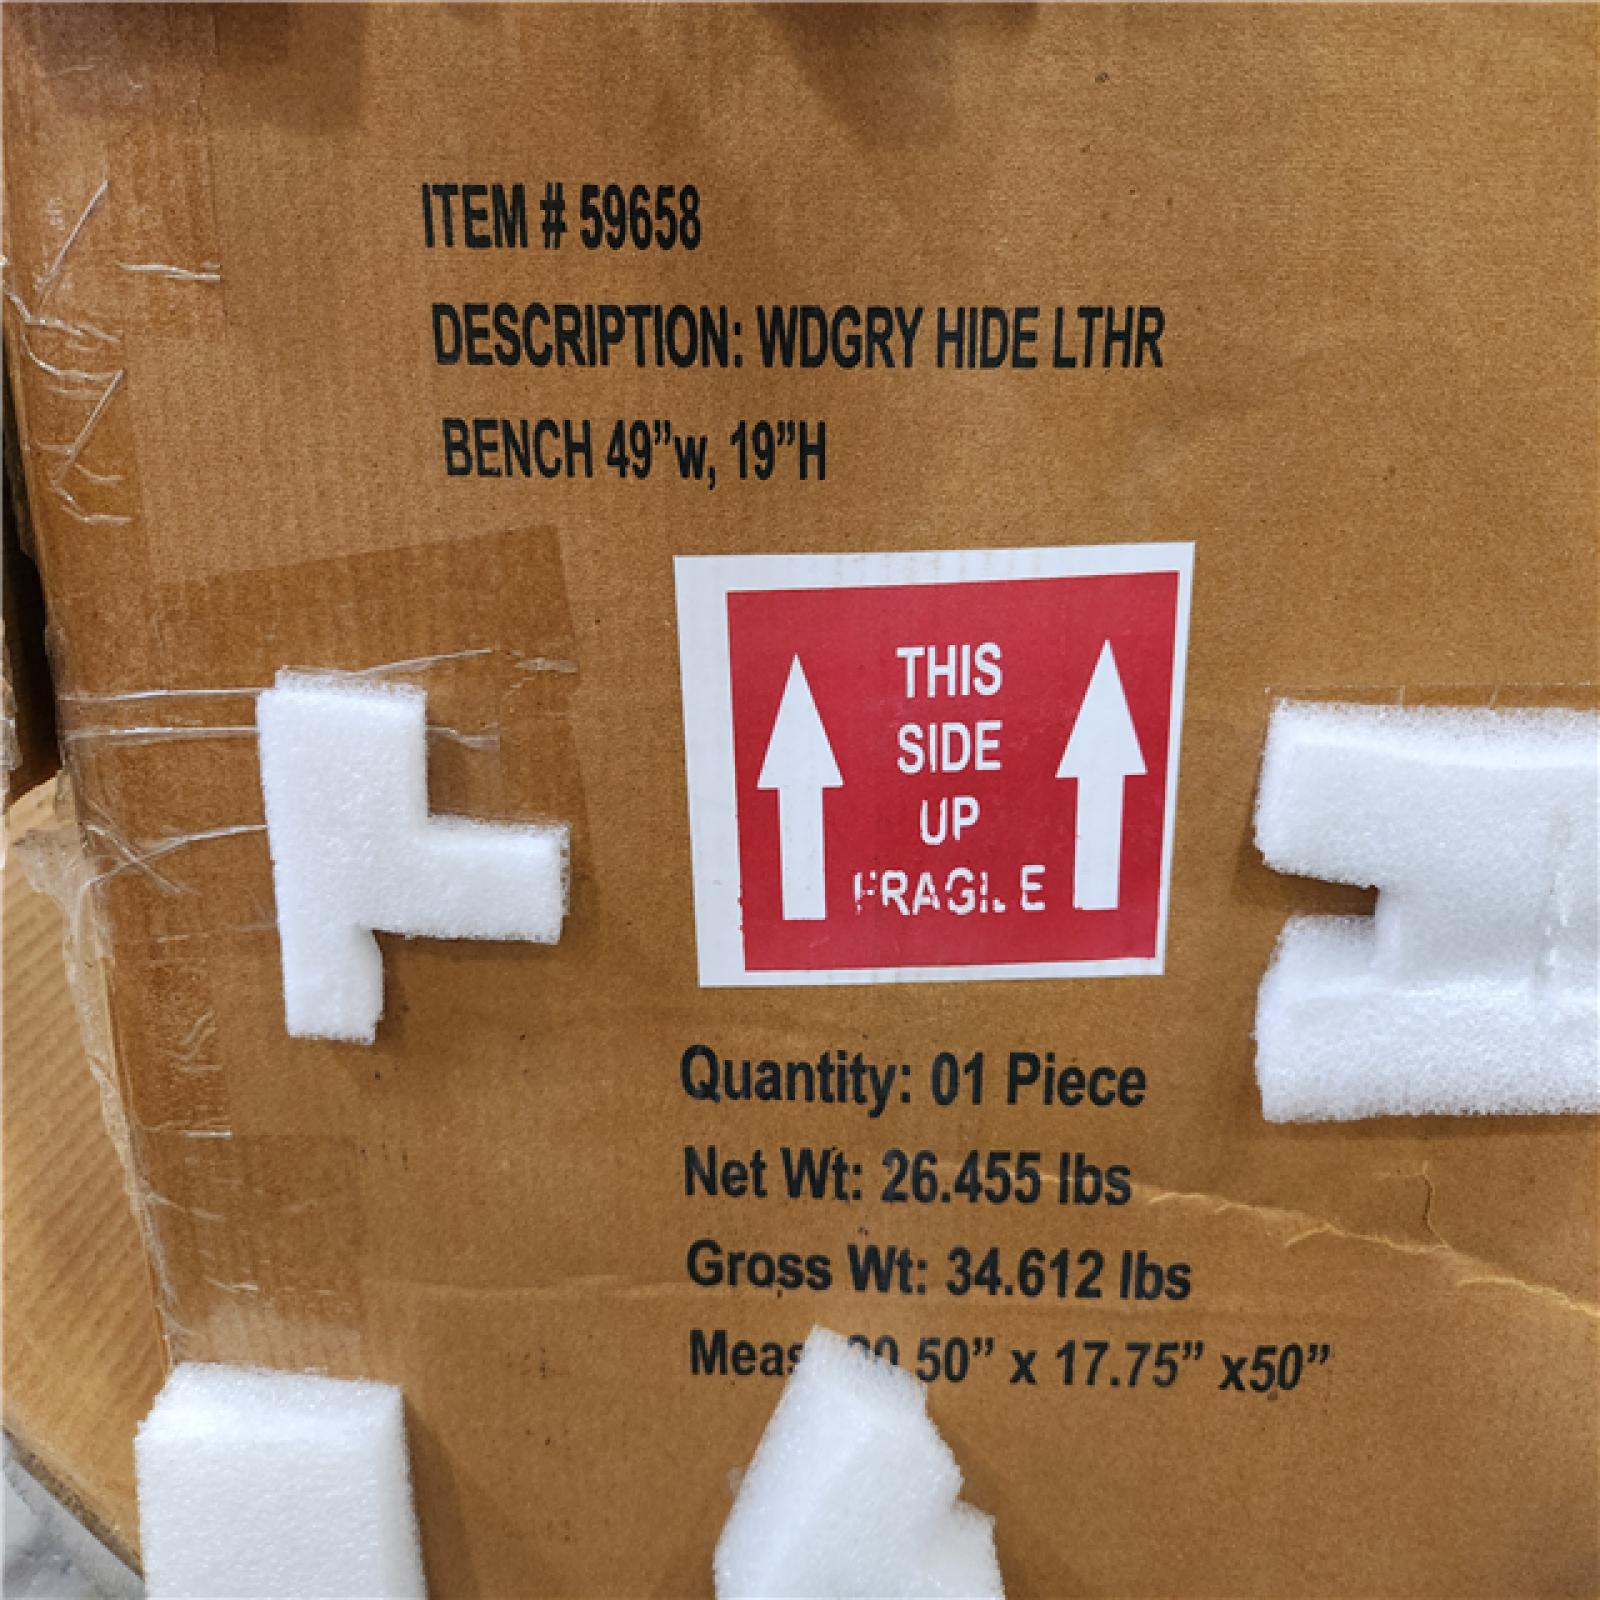 ITEM # 59658
DESCRIPTION: WDGRY HIDE LTHR
BENCH 49”w, 19”H
THIS
SIDE
UP
FRAGILE
Quantity: 01 Piece
Net Wt: 26.455 lbs
Gross Wt: 34.612 lbs
50” x 17.75” x50”